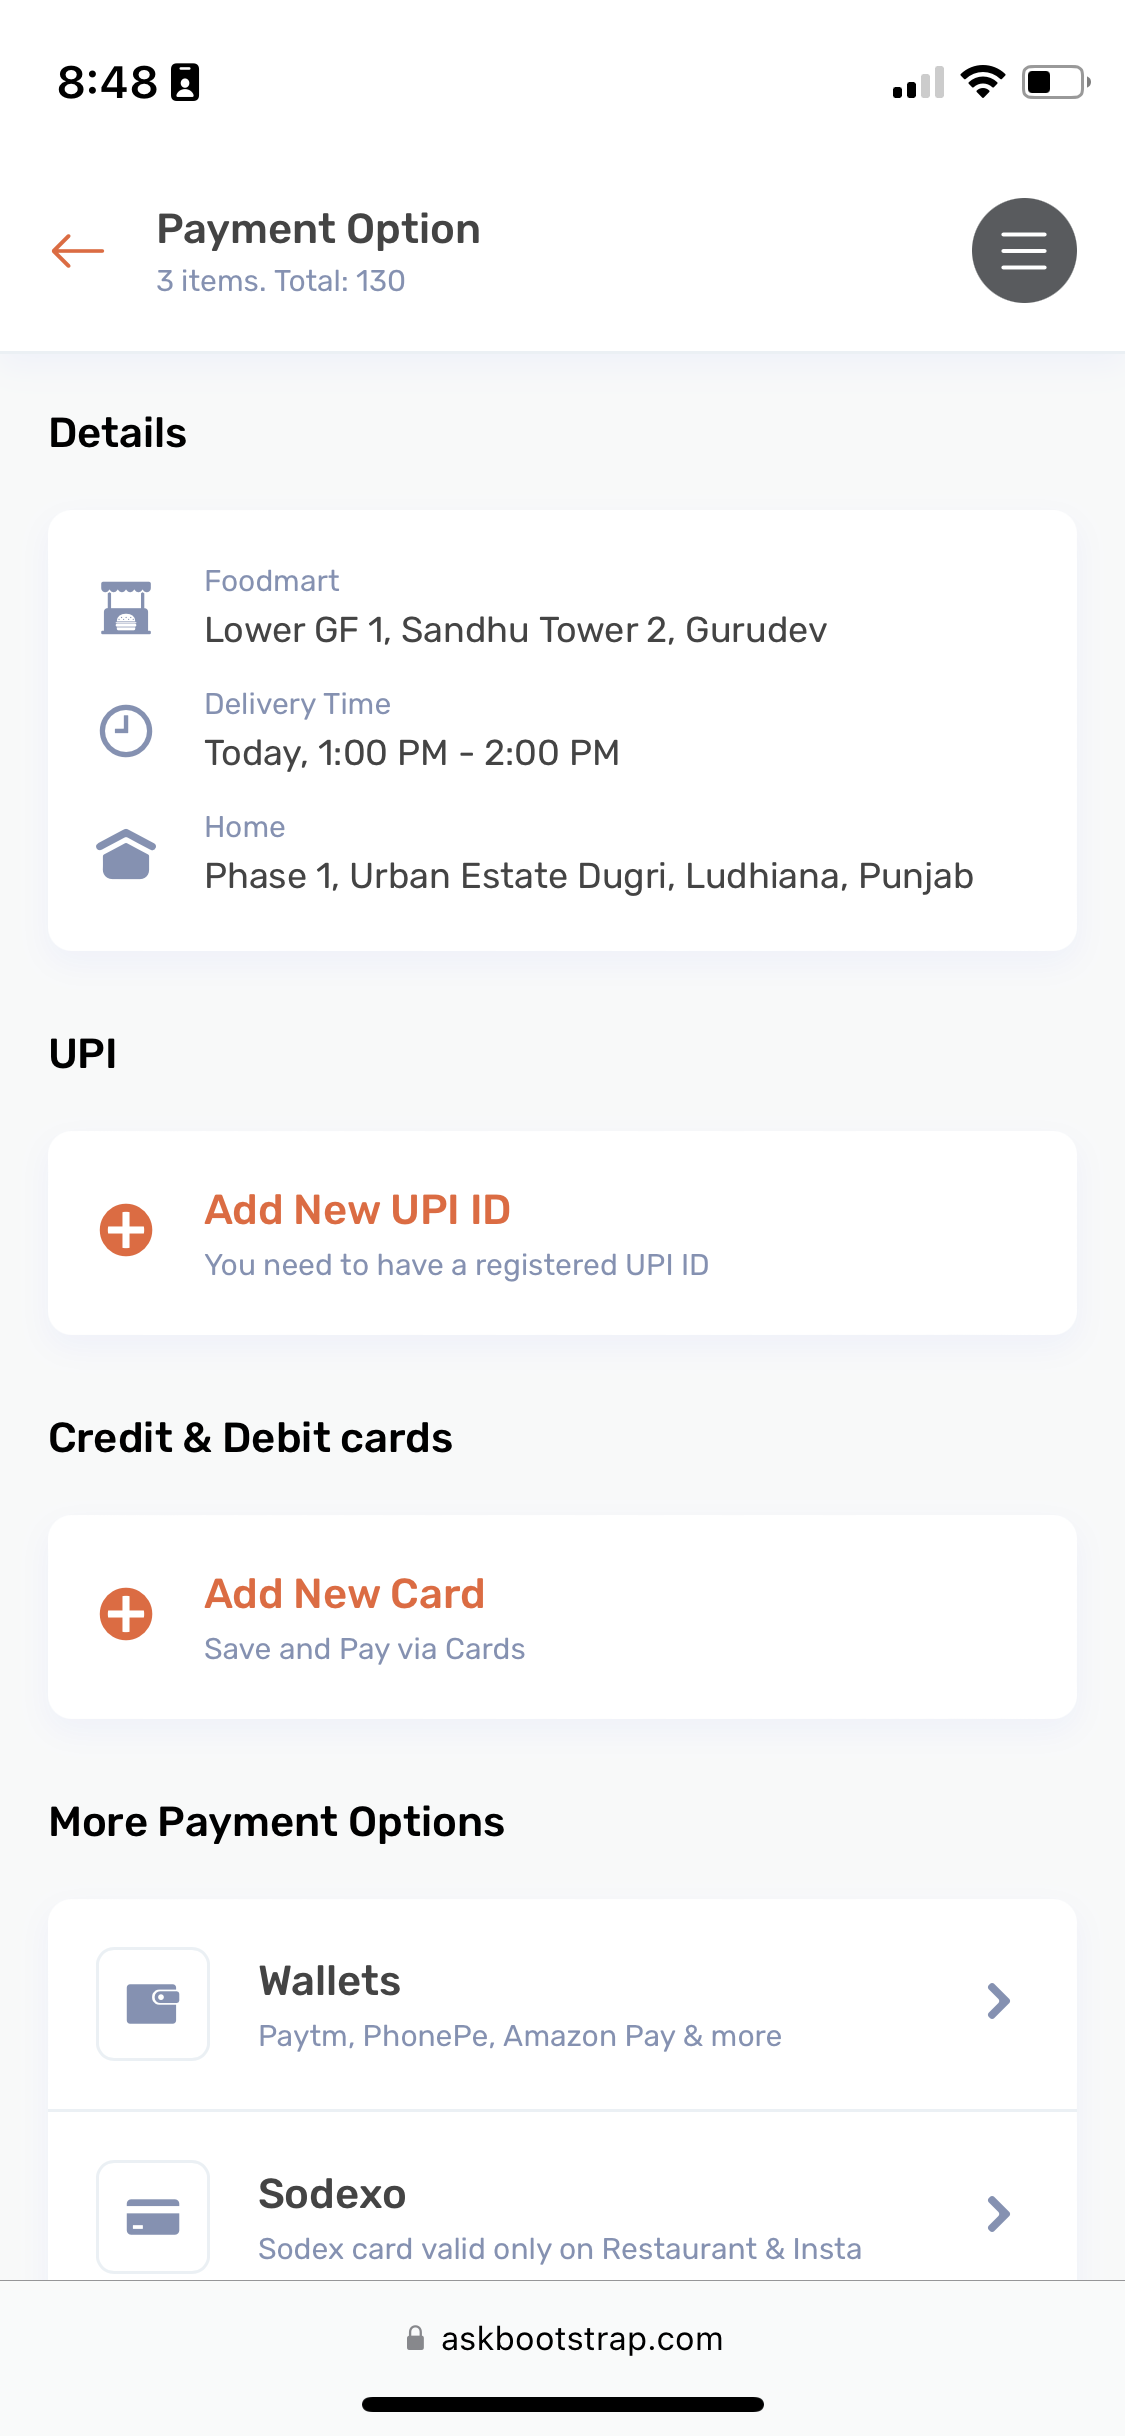 8:48
Payment Option
3 items. Total: 130
Details
Foodmart
Lower GF 1, Sandhu Tower 2, Gurudev
Delivery Time
Today, 1:00 PM - 2:00 PM
Home
Phase 1, Urban Estate Dugri, Ludhiana, Punjab
UPI
Add New UPI ID
You need to have a registered UPI ID
Credit & Debit cards
Add New Card
Save and Pay via Cards
More Payment Options
Wallets
Paytm, PhonePe, Amazon Pay & more
Sodexo
Sodex card valid only on Restaurant & Insta
askbootstrap.com